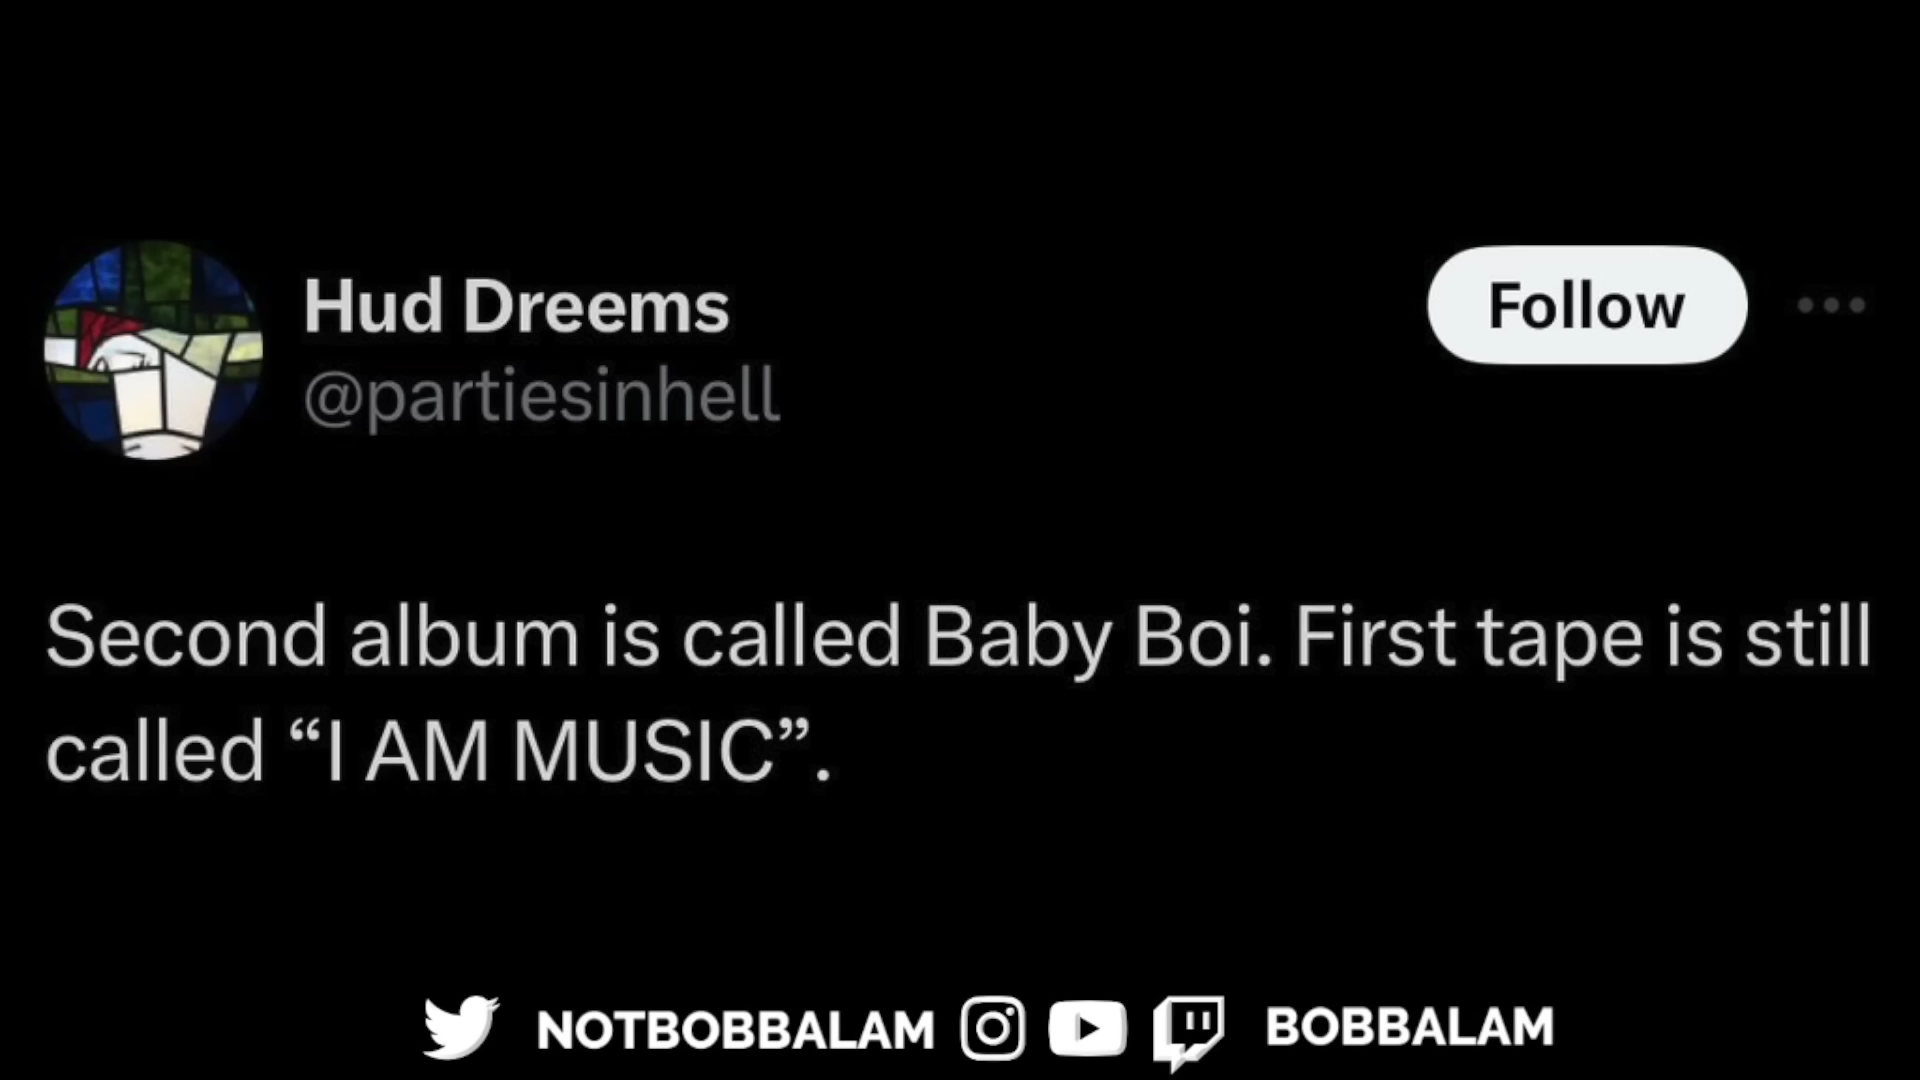 Hud Dreems
@partiesinhell
Follow
Second album is called Baby Boi. First tape is still
called “I AM MUSIC”.
NOTBOBBALAM BOBBALAM